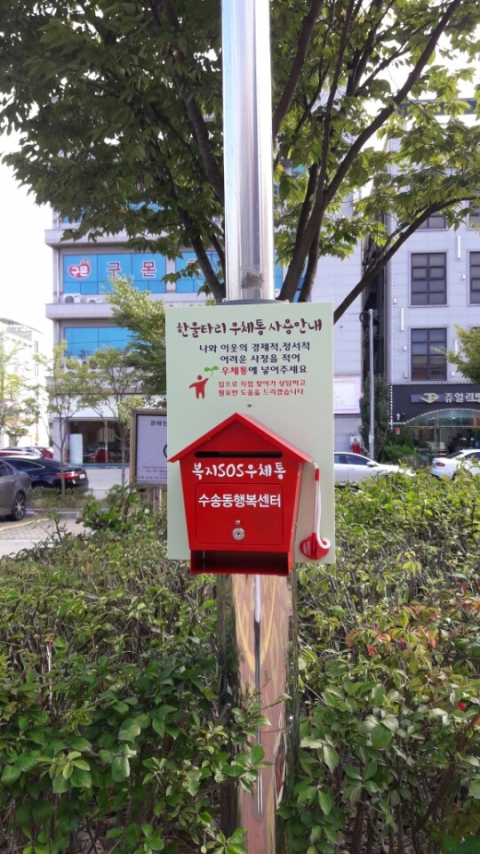 구몬 구몬
한울타리 우체통 사용안내
나와 이웃의 경제적,정서적
어려운 사정을 적어
우체통에 넣어주세요
집으로 직접 찾아가 상담하고
필요한 도움을 드리겠습니다
복지SOS우체통
수송동행복센터